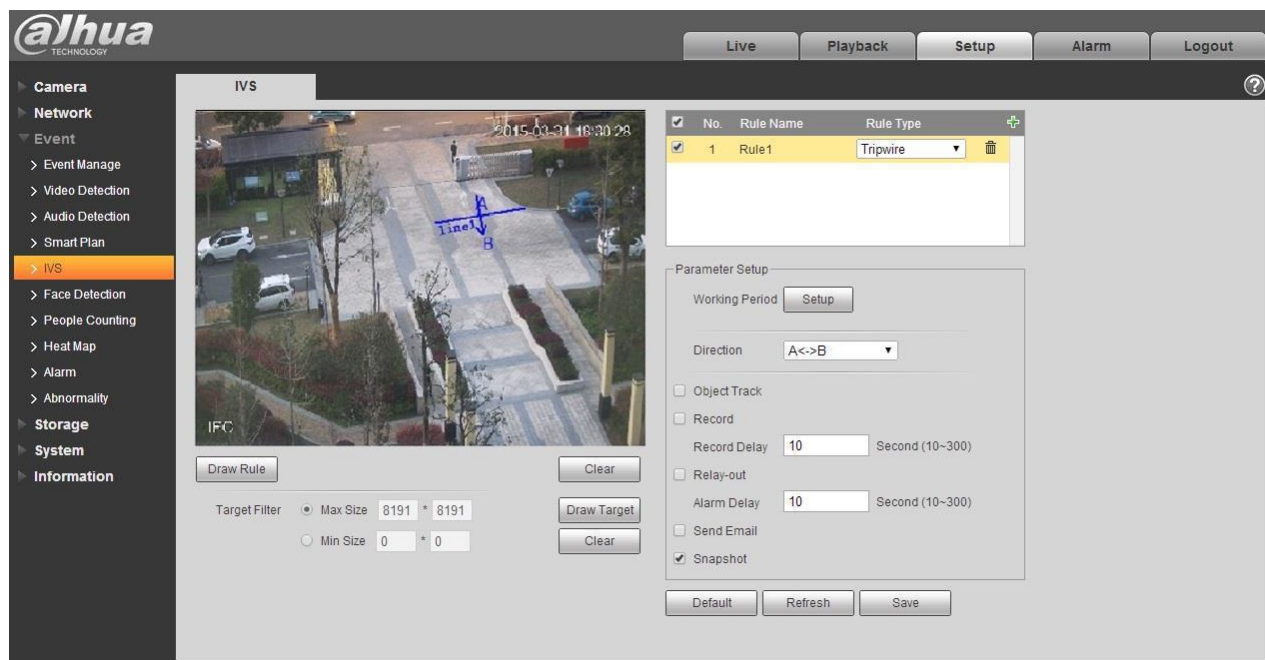 alhua
TECHNOLOGY
Live Playback Setup Alarm Logout
Camera
Network
Event
Event Manage
Video Detection
Audio Detection
Smart Plan
IVS
Face Detection
People Counting
Heat Map
Alarm
Abnormality
Storage
System
Information
IVS
?
2015-03-31 18:30:28
A
line1
B
IPC
Draw Rule Clear
Target Filter Max Size 8191 * 8191 Draw Target
Min Size 0 * 0 Clear
No. Rule Name Rule Type
1 Rule1 Tripwire
Parameter Setup
Working Period Setup
Direction A<->B
Object Track
Record
Record Delay 10 Second (10~300)
Relay-out
Alarm Delay 10 Second (10~300)
Send Email
Snapshot
Default Refresh Save